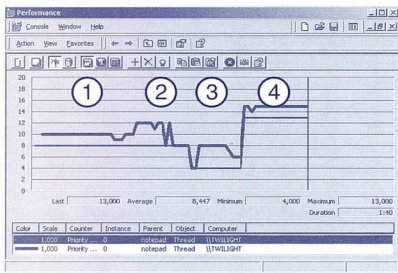 Performance
Console Window Help
Action View Favorites
20
18
16
14
12
10
8
6
4
2
0
1 2 3 4
Last 13,000 Average 8,447 Minimum 4,000 Maximum 13,000
Duration 1:40
Color Scale Counter Instance Parent Object Computer
1,000 Priority ... 0 notepad Thread \\TWILIGHT
1,000 Priority ... 0 notepad Thread \\TWILIGHT